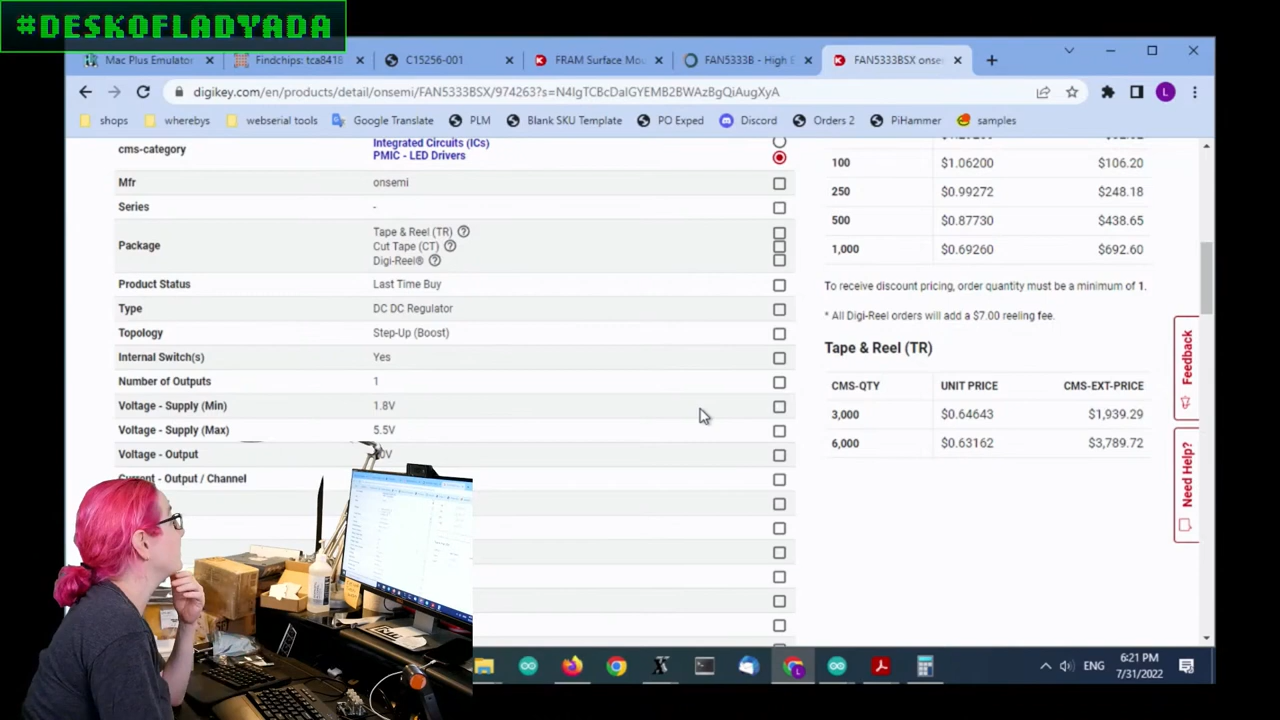 #DESKOFLADYADA
Mac Plus Emulator
Findchips: tca8418
C15256-001
FRAM Surface Mou
FAN5333B - High E
FAN5333BSX onsem
digikey.com/en/products/detail/onsemi/FAN5333BSX/974263?s=N4IgTCBcDaIGYEMB2BWAzBgQiAugXyA
shops
whereby
webserial tools
Google Translate
PLM
Blank SKU Template
PO Exped
Discord
Orders 2
PiHammer
samples
cms-category
Integrated Circuits (ICs)
PMIC - LED Drivers
Mfr
onsemi
Series
-
Package
Tape & Reel (TR)
Cut Tape (CT)
Digi-Reel®
Product Status
Last Time Buy
Type
DC DC Regulator
Topology
Step-Up (Boost)
Internal Switch(s)
Yes
Number of Outputs
1
Voltage - Supply (Min)
1.8V
Voltage - Supply (Max)
5.5V
Voltage - Output
Current - Output / Channel
100 $1.06200 $106.20
250 $0.99272 $248.18
500 $0.87730 $438.65
1,000 $0.69260 $692.60
To receive discount pricing, order quantity must be a minimum of 1.
* All Digi-Reel orders will add a $7.00 reeling fee.
Tape & Reel (TR)
CMS-QTY UNIT PRICE CMS-EXT-PRICE
3,000 $0.64643 $1,939.29
6,000 $0.63162 $3,789.72
Feedback
Need Help?
ENG
6:21 PM
7/31/2022